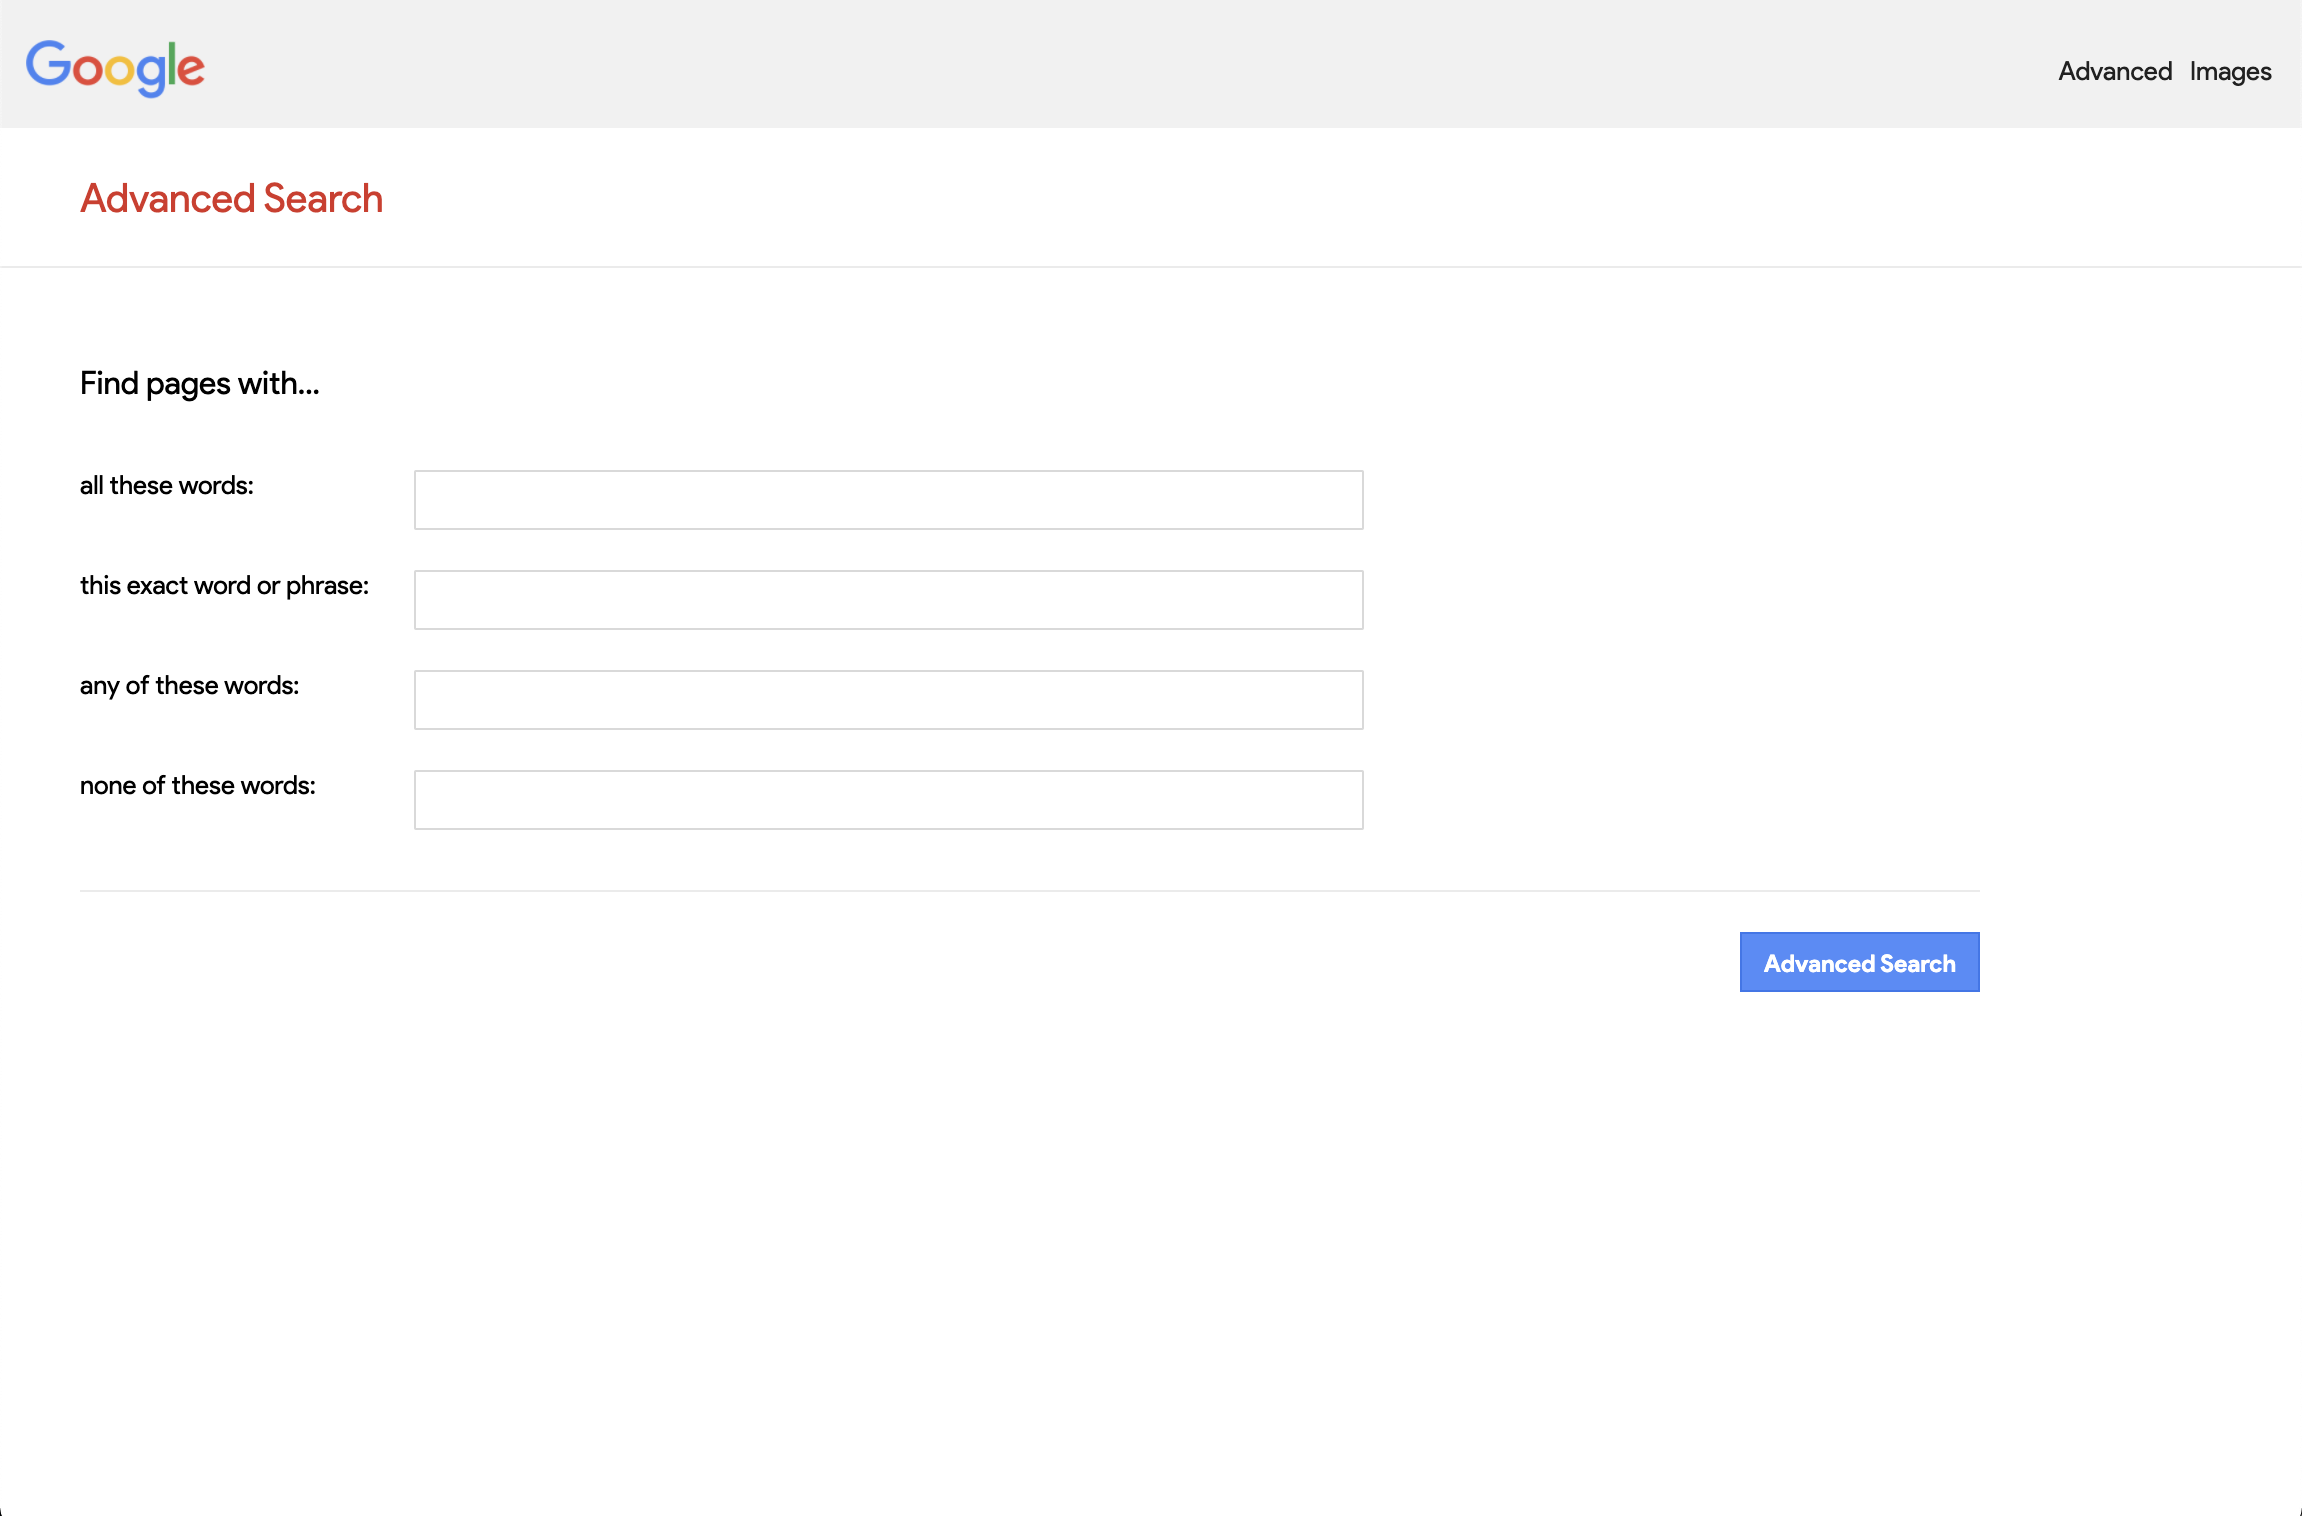 Google
Advanced Images
Advanced Search
Find pages with...
all these words:
this exact word or phrase:
any of these words:
none of these words:
Advanced Search